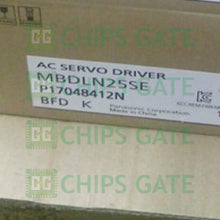 CHIPS GATE
AC SERVO DRIVER
MBDLN25SE
P17048412N
BFD K
Panasonic Corporation
Made in China
CHIPS GATE
CHIPS GATE